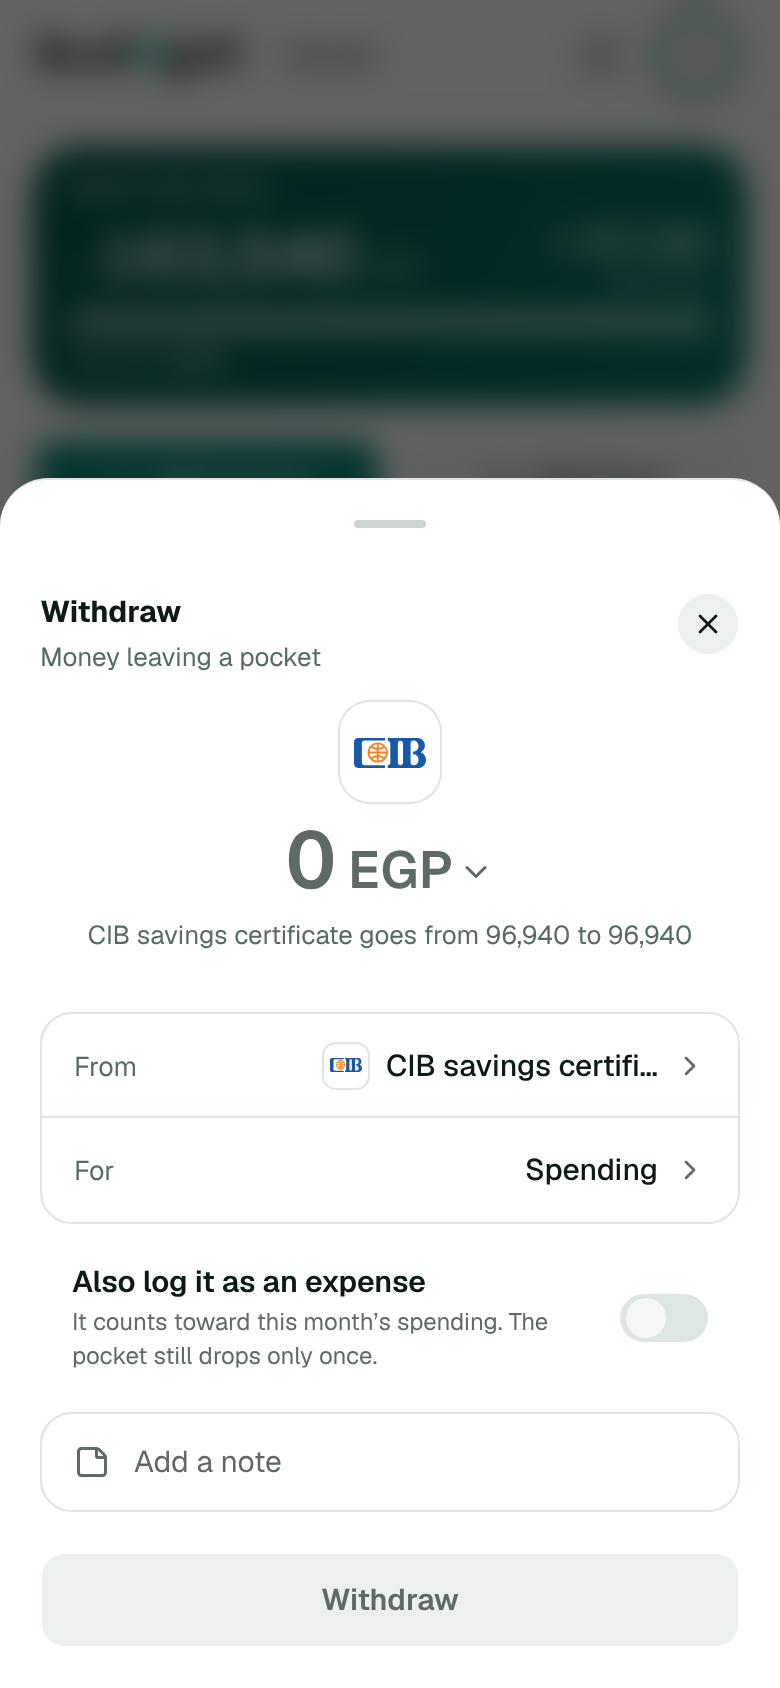 Withdraw
Money leaving a pocket
CIB
0 EGP
CIB savings certificate goes from 96,940 to 96,940
From CIB CIB savings certifi...
For Spending
Also log it as an expense
It counts toward this month’s spending. The
pocket still drops only once.
Add a note
Withdraw